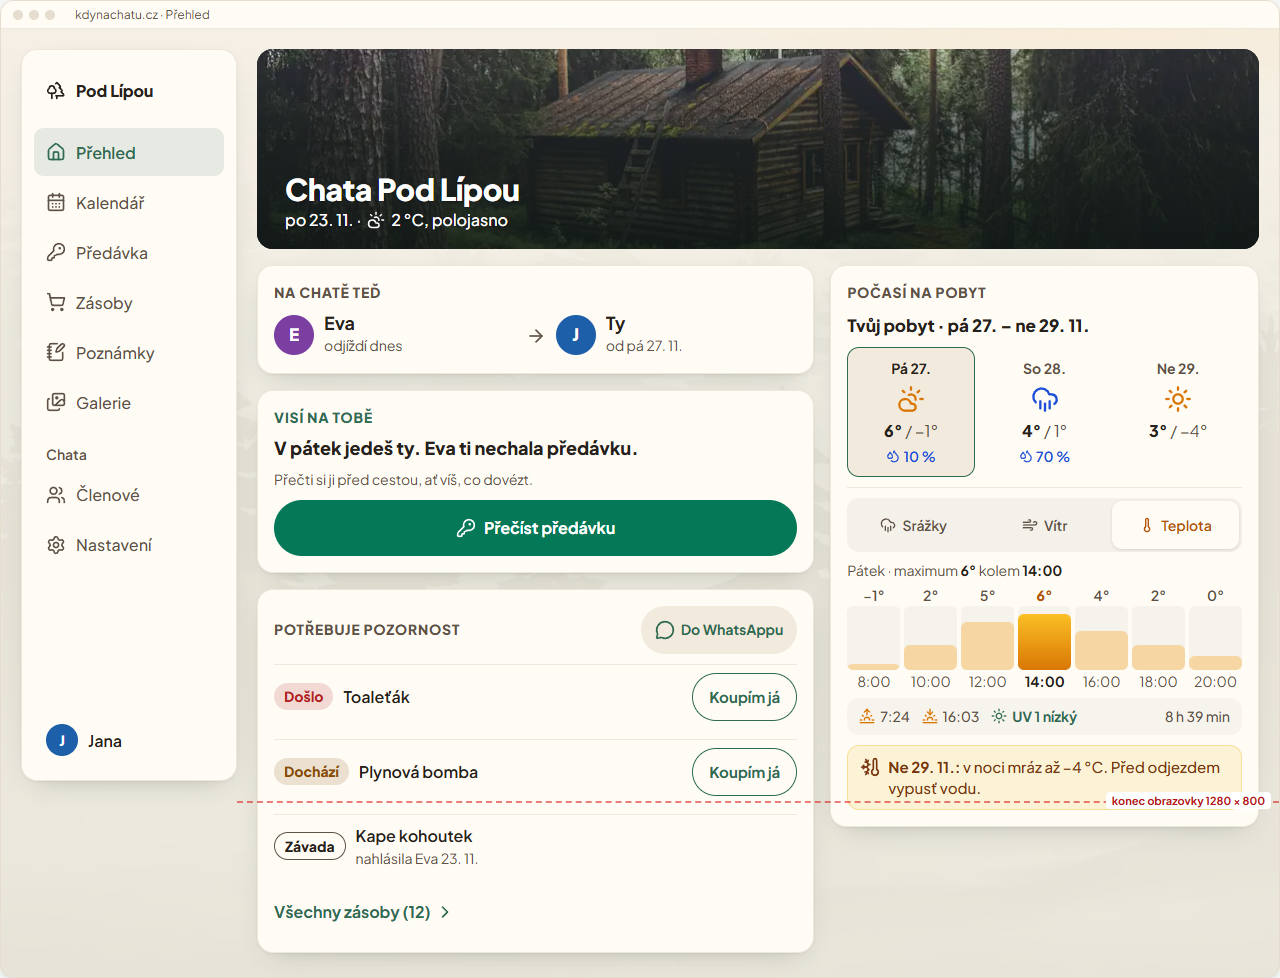 kdynachatu.cz · Přehled
Pod Lípou
Přehled
Kalendář
Předávka
Zásoby
Poznámky
Galerie
Chata
Členové
Nastavení
J Jana
Chata Pod Lípou
po 23. 11. · 2 °C, polojasno
NA CHATĚ TEĎ
E Eva
odjíždí dnes
J Ty
od pá 27. 11.
VISÍ NA TOBĚ
V pátek jedeš ty. Eva ti nechala předávku.
Přečti si ji před cestou, ať víš, co dovézt.
Přečíst předávku
POTŘEBUJE POZORNOST
Do WhatsAppu
Došlo Toaleťák Koupím já
Dochází Plynová bomba Koupím já
Závada Kape kohoutek
nahlásila Eva 23. 11.
Všechny zásoby (12)
POČASÍ NA POBYT
Tvůj pobyt · pá 27. – ne 29. 11.
Pá 27. So 28. Ne 29.
6° / −1° 4° / 1° 3° / −4°
10 % 70 %
Srážky Vítr Teplota
Pátek · maximum 6° kolem 14:00
−1° 2° 5° 6° 4° 2° 0°
8:00 10:00 12:00 14:00 16:00 18:00 20:00
7:24 16:03 UV 1 nízký 8 h 39 min
Ne 29. 11.: v noci mráz až −4 °C. Před odjezdem
vypusť vodu.
konec obrazovky 1280 × 800